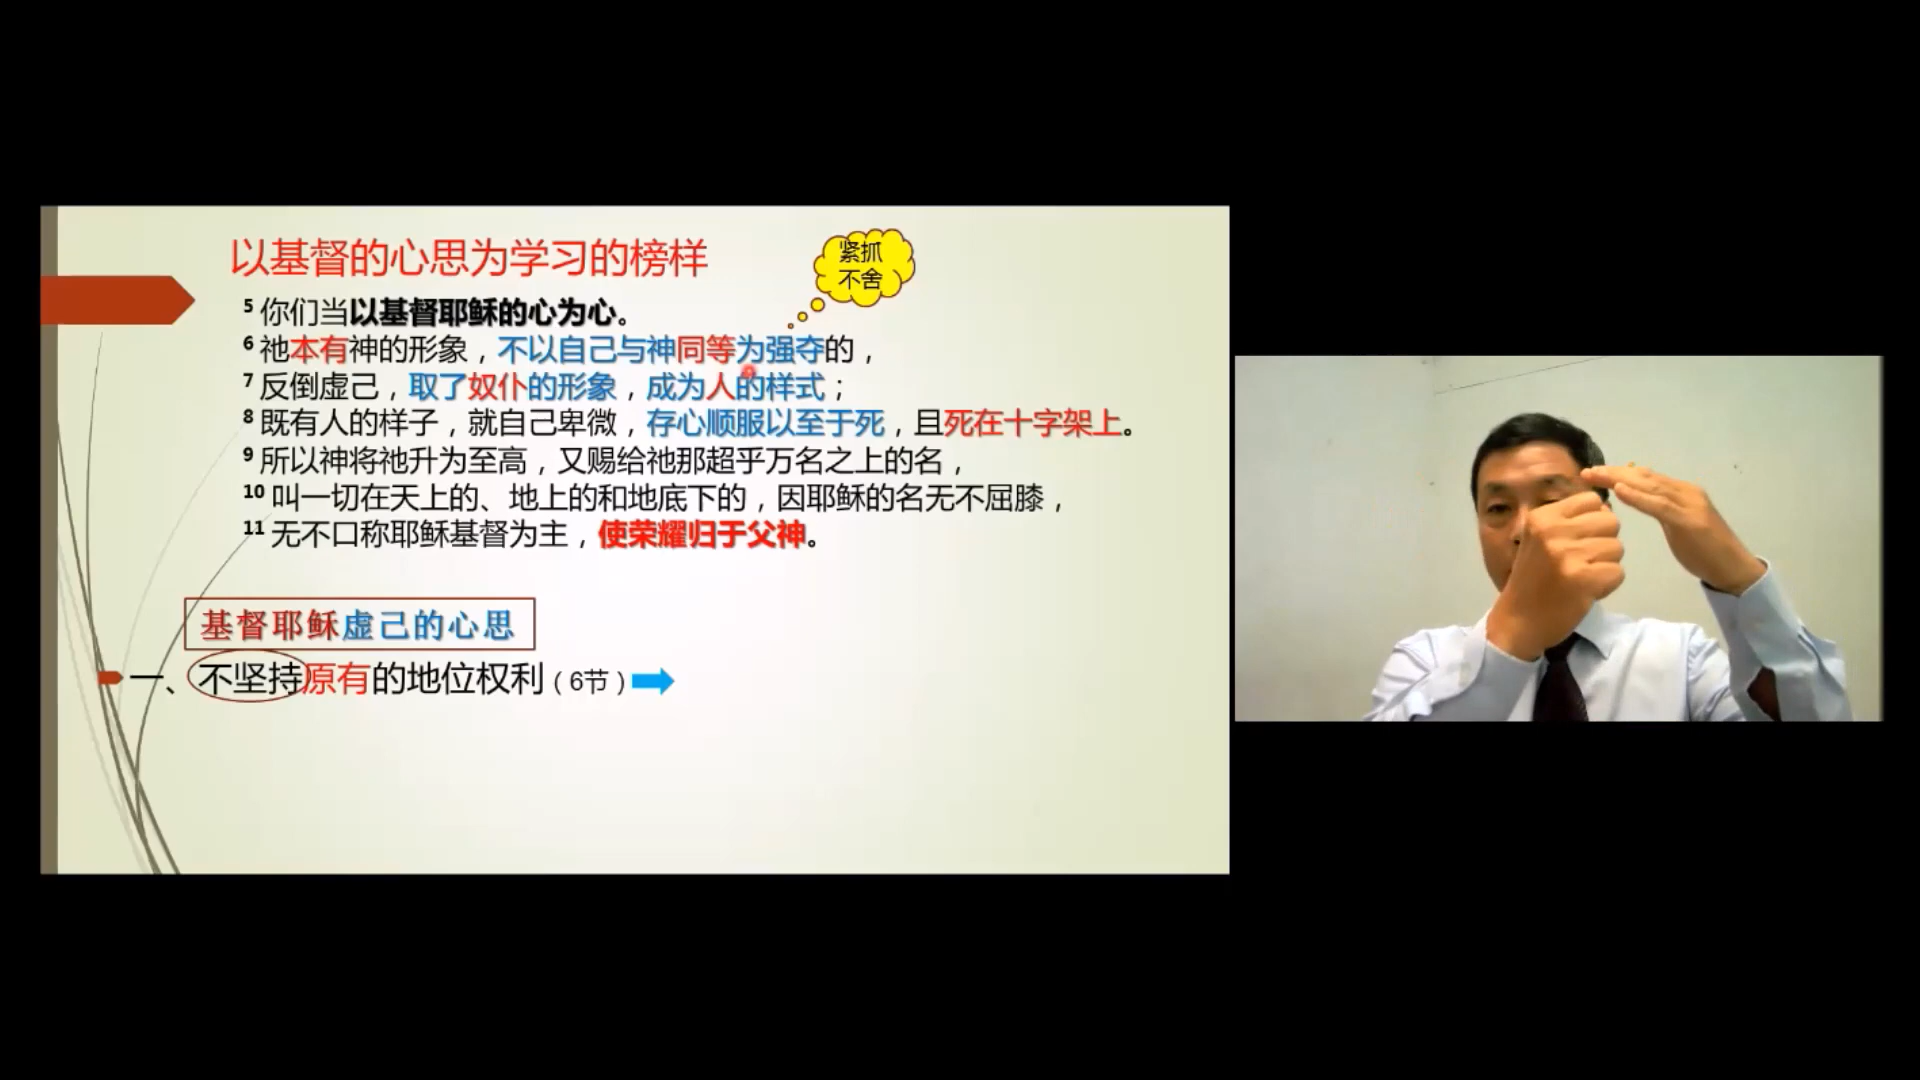 以基督的心思为学习的榜样
紧抓
不舍
5 你们当以基督耶稣的心为心。
6 祂本有神的形象，不以自己与神同等为强夺的，
7 反倒虚己，取了奴仆的形象，成为人的样式；
8 既有人的样子，就自己卑微，存心顺服以至于死，且死在十字架上。
9 所以神将祂升为至高，又赐给祂那超乎万名之上的名，
10 叫一切在天上的、地上的和地底下的，因耶稣的名无不屈膝，
11 无不口称耶稣基督为主，使荣耀归于父神。
基督耶稣虚己的心思
一、不坚持原有的地位权利（6节）